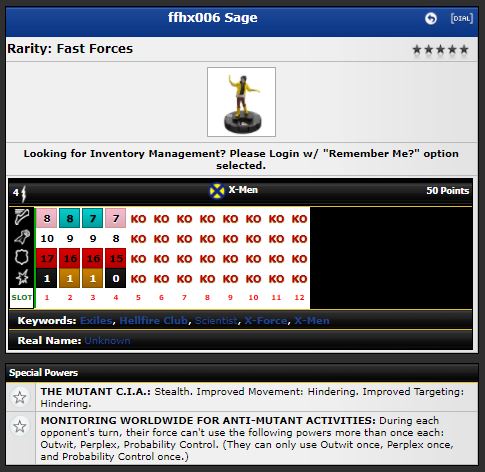 ffhx006 Sage
[DIAL]
Rarity: Fast Forces
Looking for Inventory Management? Please Login w/ "Remember Me?" option
selected.
4 X-Men 50 Points
8 8 7 7 KO KO KO KO KO KO KO KO
10 9 9 8 KO KO KO KO KO KO KO KO
17 16 16 15 KO KO KO KO KO KO KO KO
1 1 1 0 KO KO KO KO KO KO KO KO
SLOT 1 2 3 4 5 6 7 8 9 10 11 12
Keywords: Exiles, Hellfire Club, Scientist, X-Force, X-Men
Real Name: Unknown
Special Powers
THE MUTANT C.I.A.: Stealth. Improved Movement: Hindering. Improved Targeting:
Hindering.
MONITORING WORLDWIDE FOR ANTI-MUTANT ACTIVITIES: During each
opponent's turn, their force can't use the following powers more than once each:
Outwit, Perplex, Probability Control. (They can only use Outwit once, Perplex once,
and Probability Control once.)